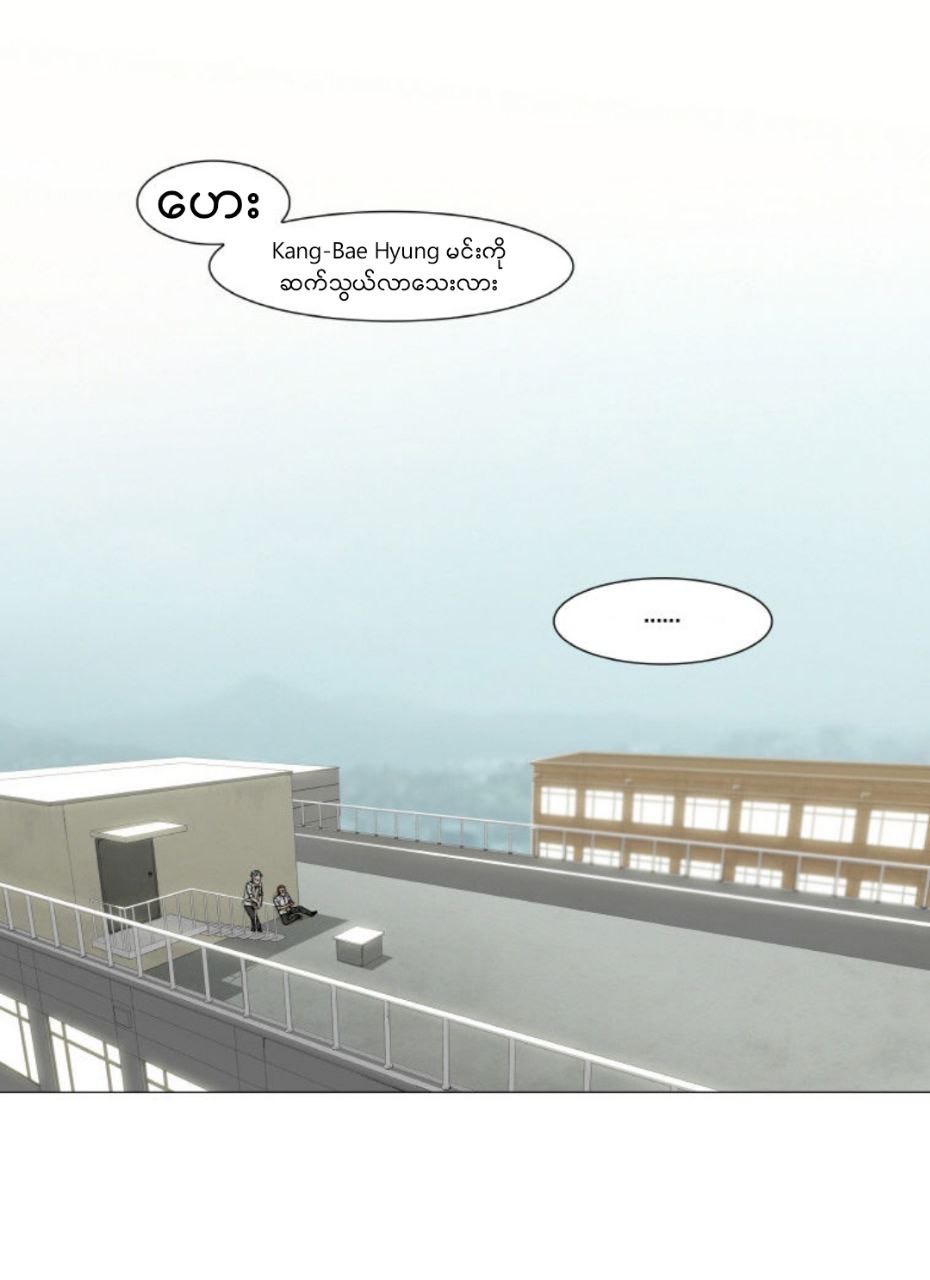 ဟေး
Kang-Bae Hyung မင်းကို
ဆက်သွယ်လာသေးလား
......